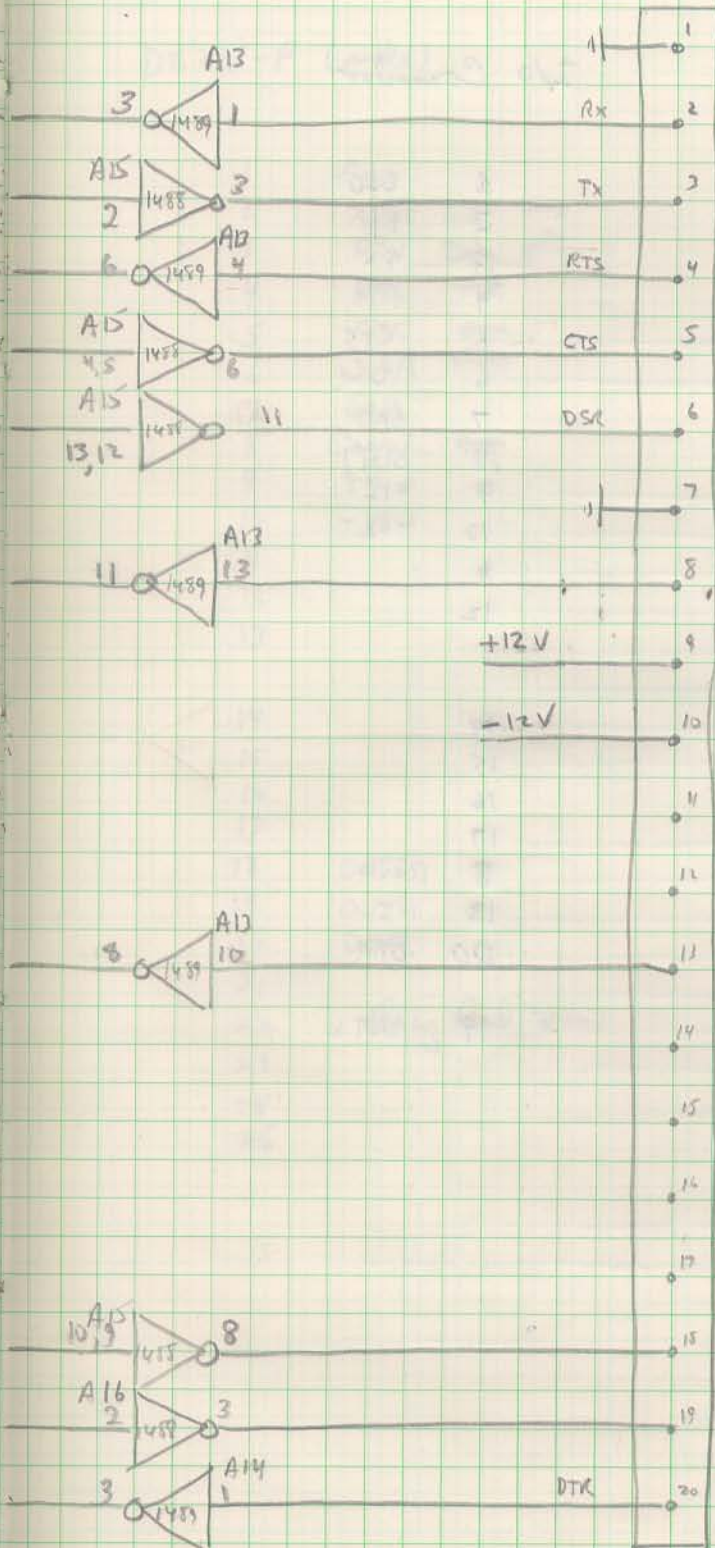 1
A13
3 1489 1 RX 2
A15
2 1488 3 TX 3
A13
6 1489 4 RTS 4
A15
4,5 1488 6 CTS 5
A15
13,12 1488 11 DSR 6
7
A13
11 1489 13 8
+12V 9
-12V 10
11
12
A13
8 1489 10 13
14
15
16
17
A15
10,9 1488 8 18
A16
2 1488 3 19
A14
3 1489 1 DTR 20